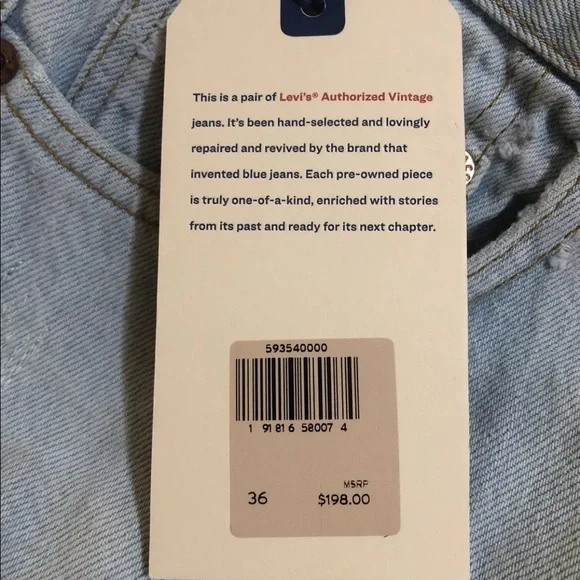 This is a pair of Levi's® Authorized Vintage
jeans. It's been hand-selected and lovingly
repaired and revived by the brand that
invented blue jeans. Each pre-owned piece
is truly one-of-a-kind, enriched with stories
from its past and ready for its next chapter.
593540000
1 91816 58007 4
MSRP
36 $198.00